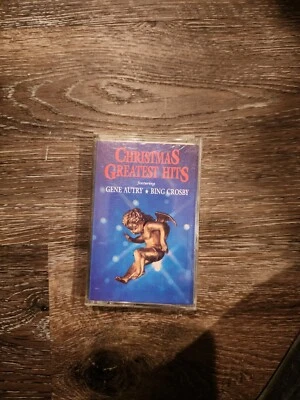 CHRISTMAS
GREATEST HITS
featuring
GENE AUTRY ★ BING CROSBY